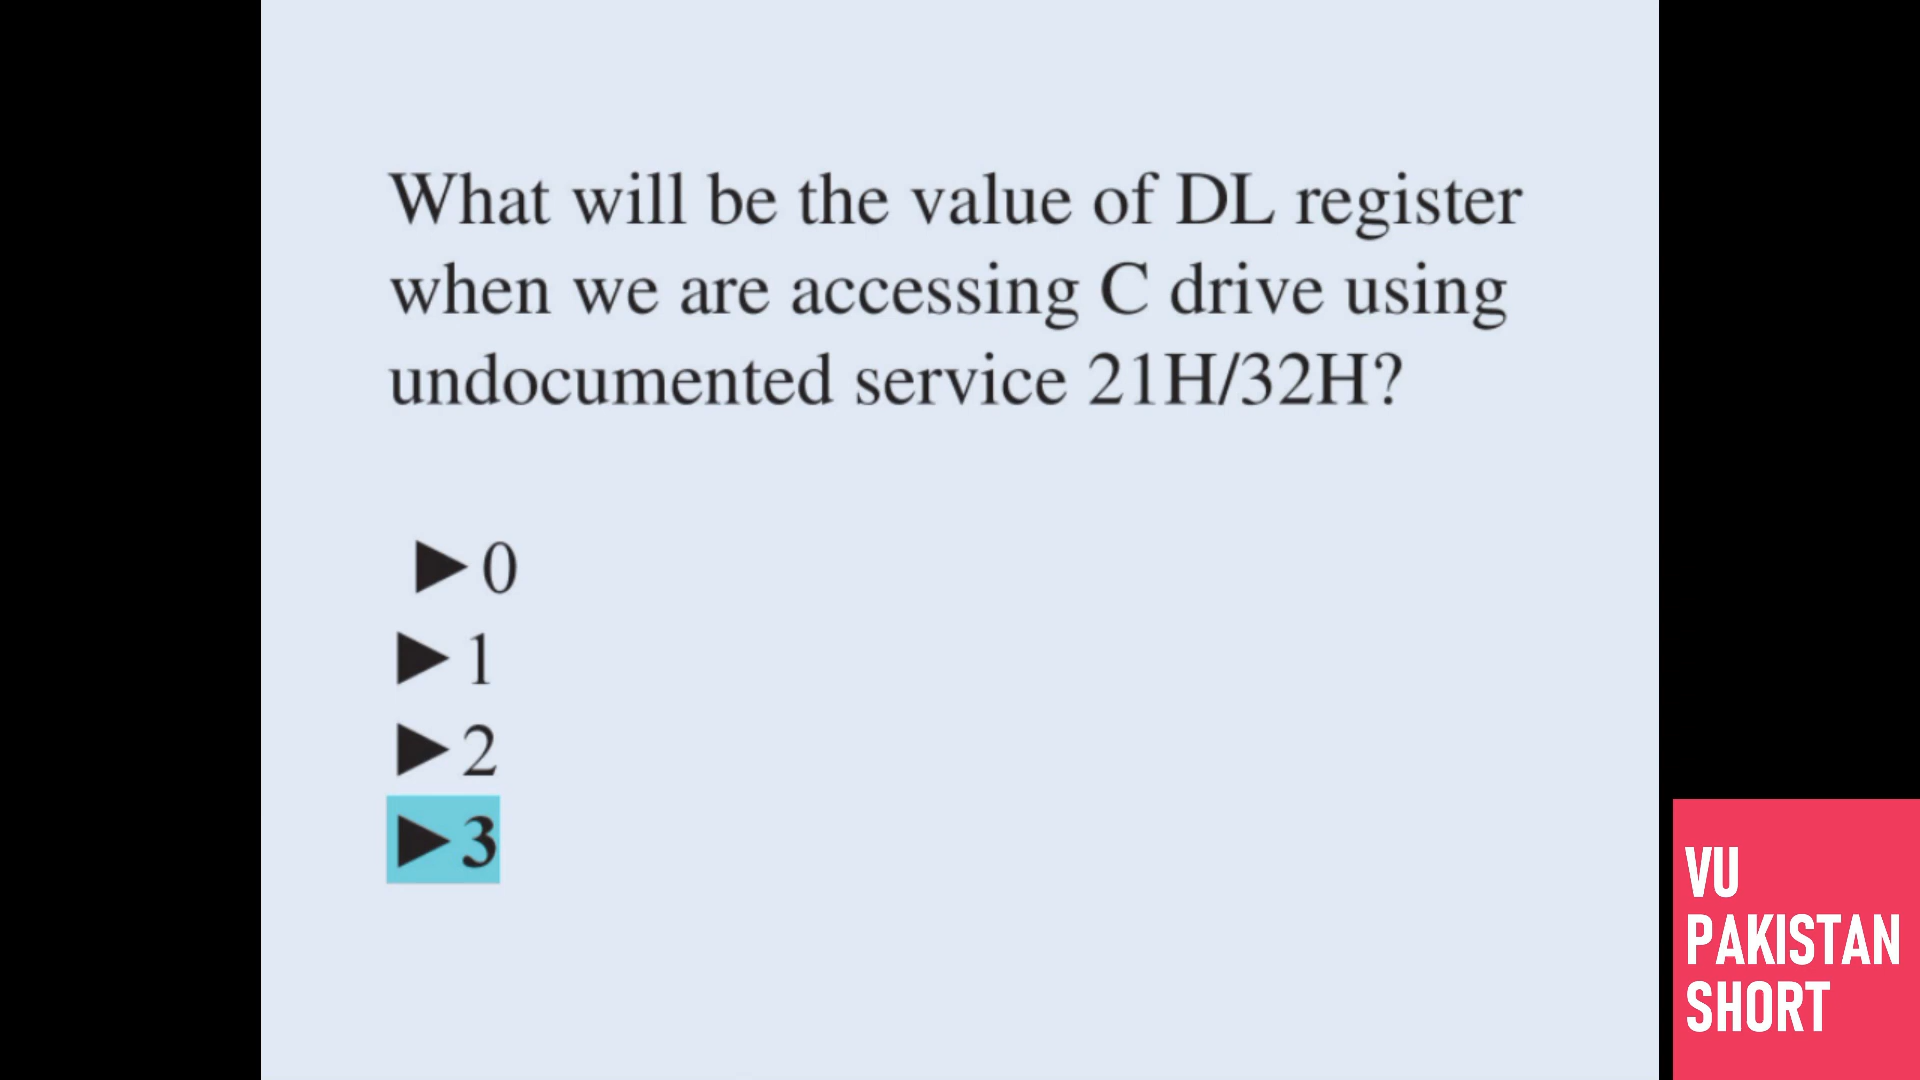 What will be the value of DL register
when we are accessing C drive using
undocumented service 21H/32H?
►0
►1
►2
►3
VU
PAKISTAN
SHORT